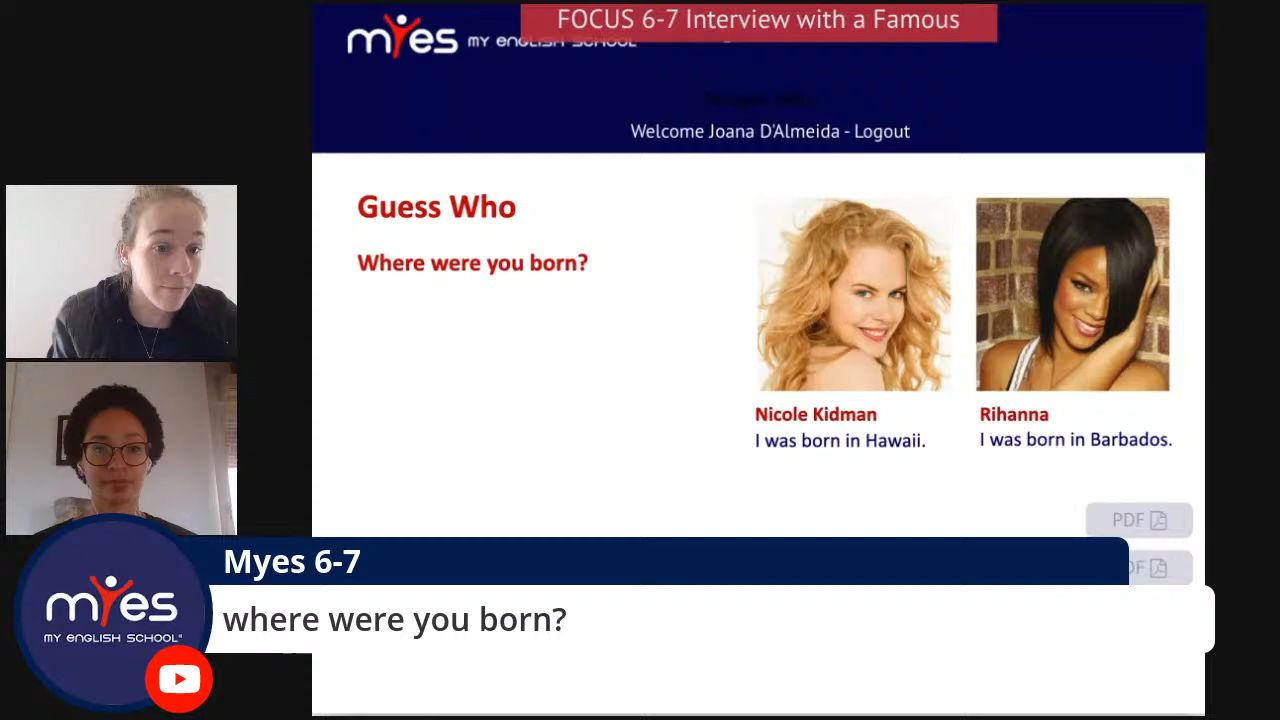 FOCUS 6-7 Interview with a Famous
myes MY ENGLISH SCHOOL
Welcome Joana D'Almeida - Logout
Guess Who
Where were you born?
Nicole Kidman
I was born in Hawaii.
Rihanna
I was born in Barbados.
PDF
DF
Myes 6-7
where were you born?
myes
MY ENGLISH SCHOOL